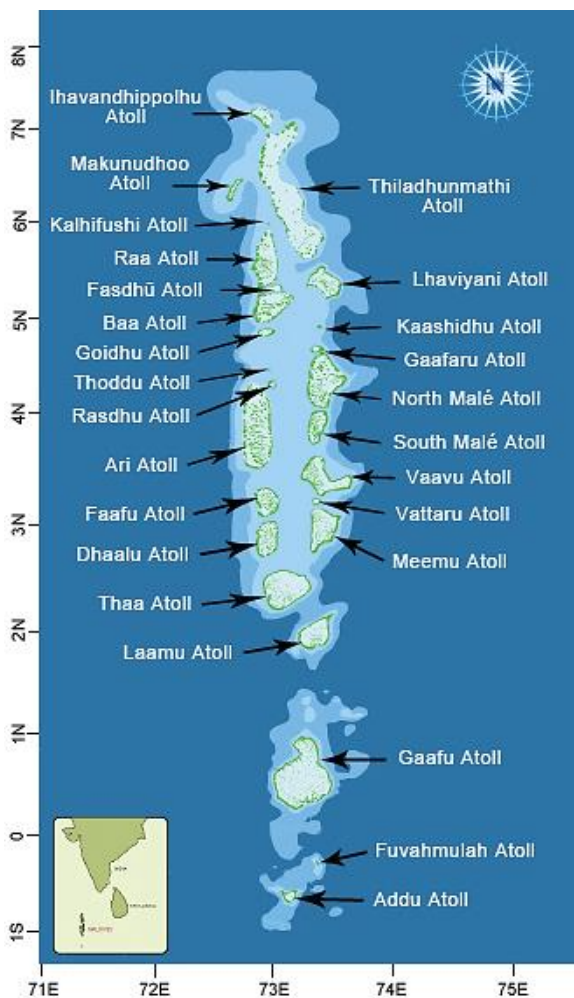 8N
7N
6N
5N
4N
3N
2N
1N
0
1S
N
Ihavandhippolhu
Atoll
Makunudhoo
Atoll
Thiladhunmathi
Atoll
Kalhifushi Atoll
Raa Atoll
Lhaviyani Atoll
Fasdhū Atoll
Baa Atoll
Kaashidhu Atoll
Goidhu Atoll
Gaafaru Atoll
Thoddu Atoll
North Malé Atoll
Rasdhu Atoll
South Malé Atoll
Ari Atoll
Vaavu Atoll
Faafu Atoll
Vattaru Atoll
Dhaalu Atoll
Meemu Atoll
Thaa Atoll
Laamu Atoll
Gaafu Atoll
Fuvahmulah Atoll
Addu Atoll
INDIA
MALDIVES
71E 72E 73E 74E 75E